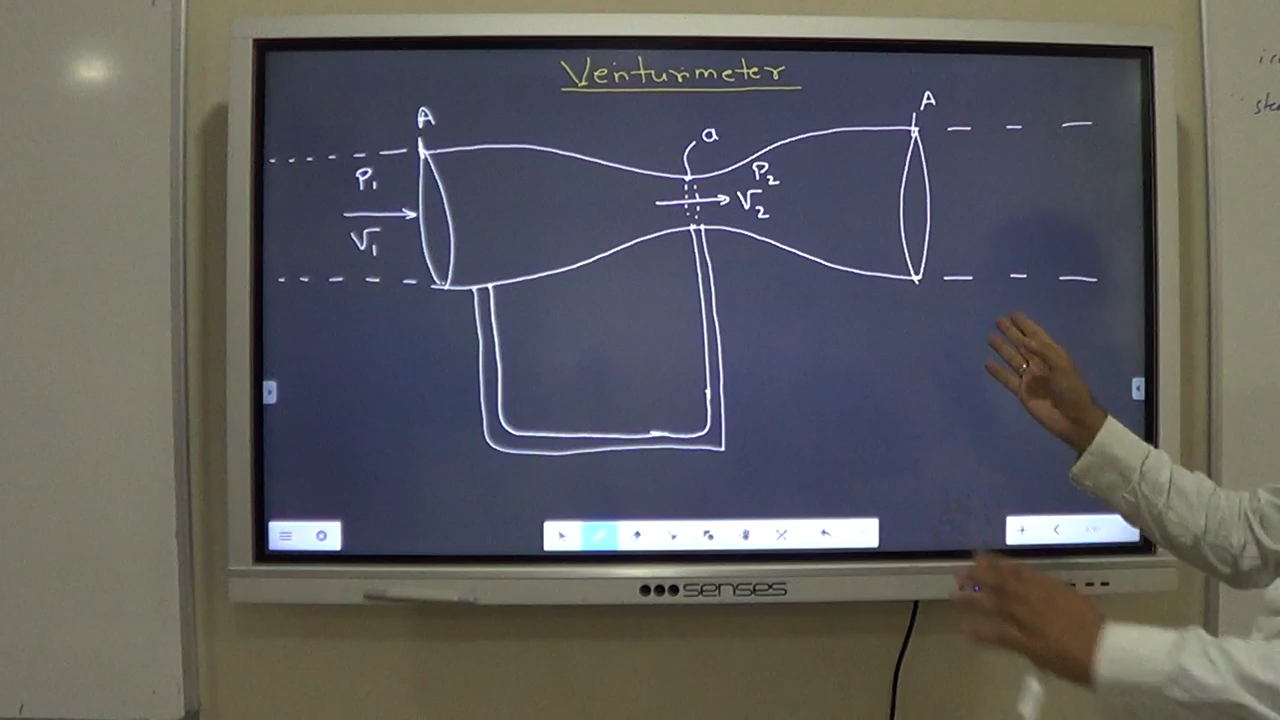 Venturimeter
A
A
a
P₁
P₂
V₂
V₁
senses